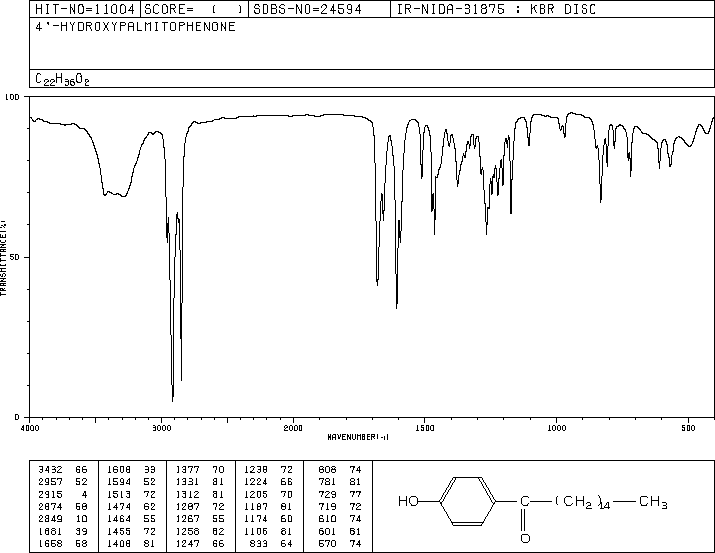 HIT-NO=11004 SCORE= ( ) SDBS-NO=24594 IR-NIDA-31875 : KBR DISC
4'-HYDROXYPALMITOPHENONE
C22H36O2
100
50
0
TRANSMITTANCE(%)
4000 3000 2000 1500 1000 500
WAVENUMBER(-1)
3432 66 1608 39 1377 70 1238 72 808 74
2957 52 1594 52 1331 81 1224 66 781 81
2915 4 1513 72 1312 81 1205 70 729 77
2874 60 1474 62 1287 72 1187 81 719 72
2849 10 1464 55 1267 55 1174 60 610 74
1681 39 1455 72 1258 62 1106 81 601 81
1658 58 1408 81 1247 66 833 64 570 74
HO C (CH2)14 CH3
O